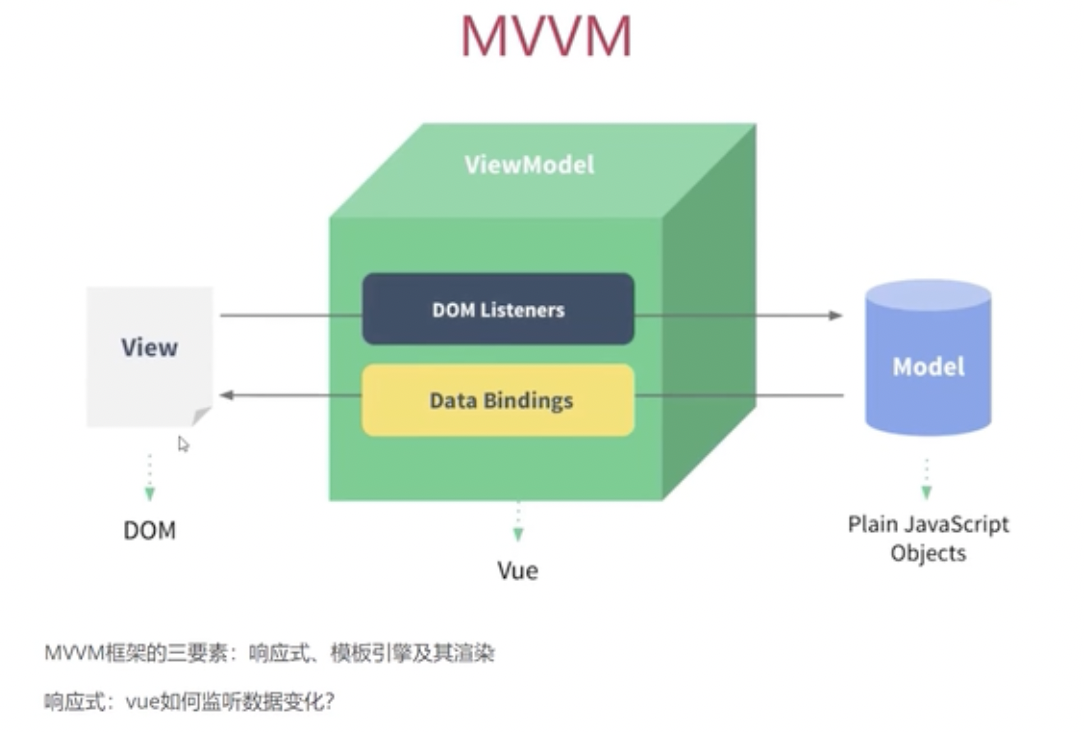 MVVM
ViewModel
DOM Listeners
View
Model
Data Bindings
DOM
Plain JavaScript
Objects
Vue
MVVM框架的三要素：响应式、模板引擎及其渲染
响应式：vue如何监听数据变化？